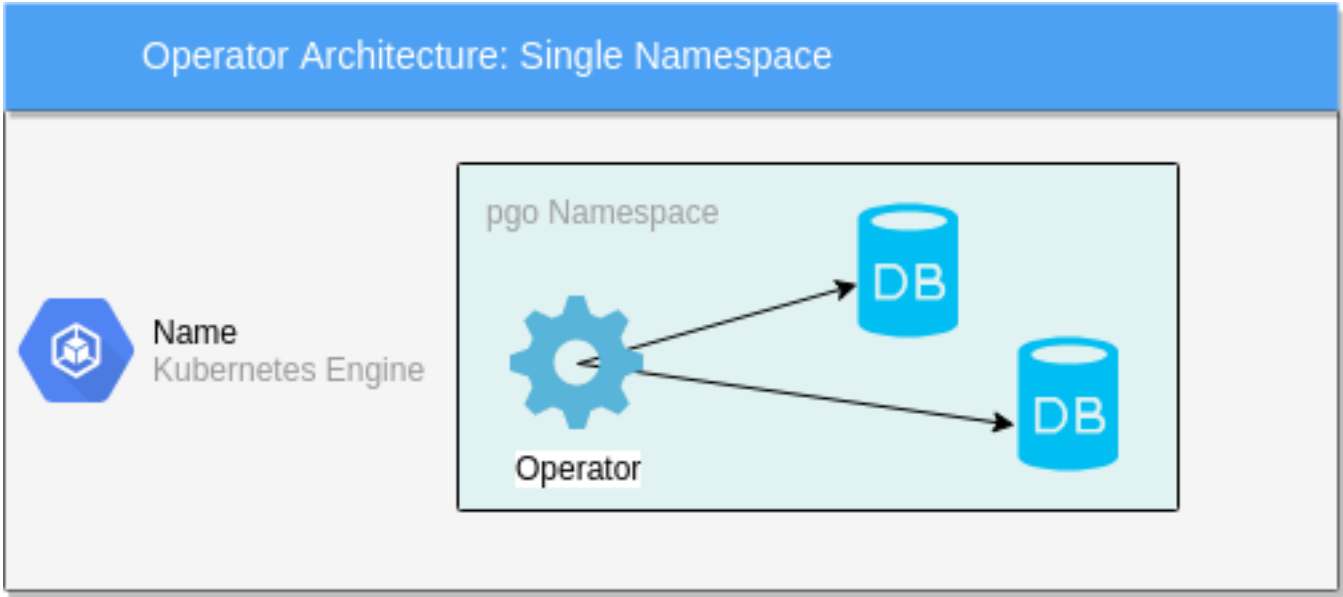 Operator Architecture: Single Namespace
pgo Namespace
DB
Name
Kubernetes Engine
DB
Operator